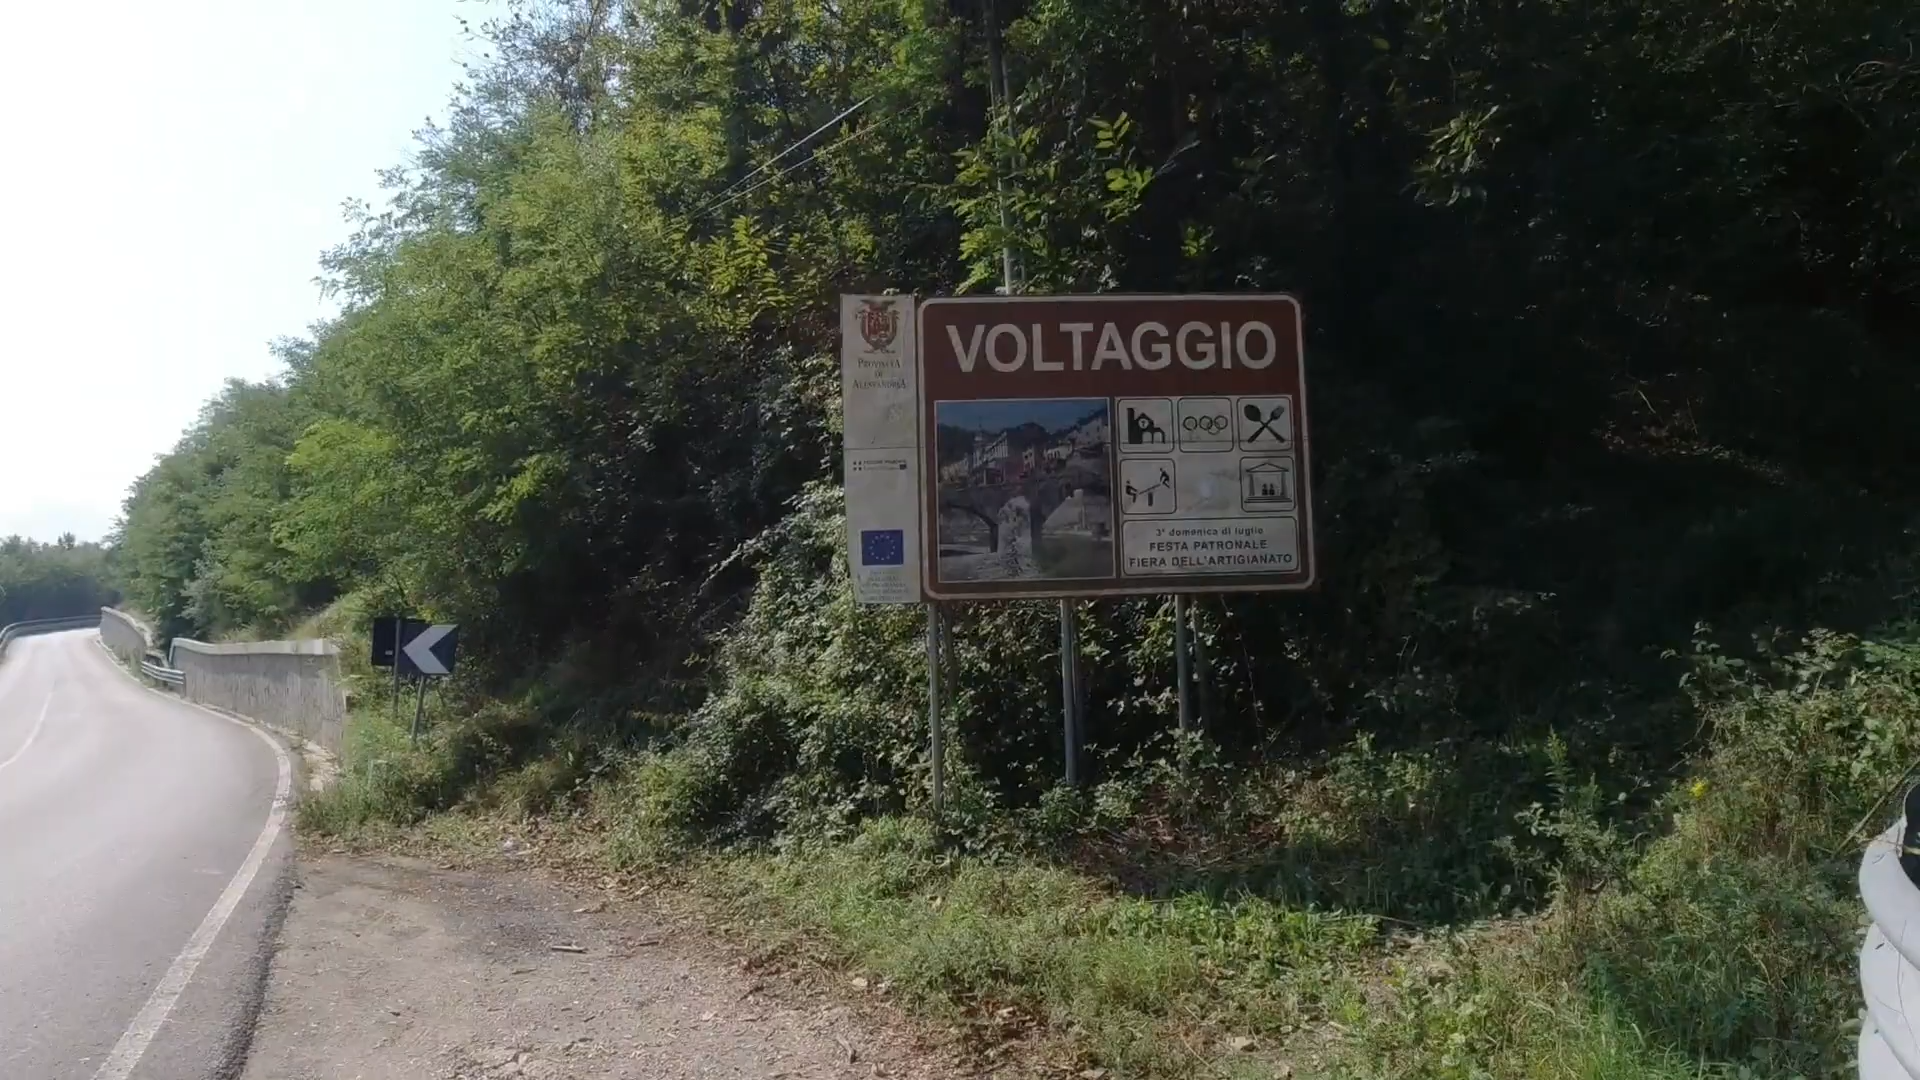 PROVINCIA
DI
ALESSANDRIA
VOLTAGGIO
3ª domenica di luglio
FESTA PATRONALE
FIERA DELL'ARTIGIANATO